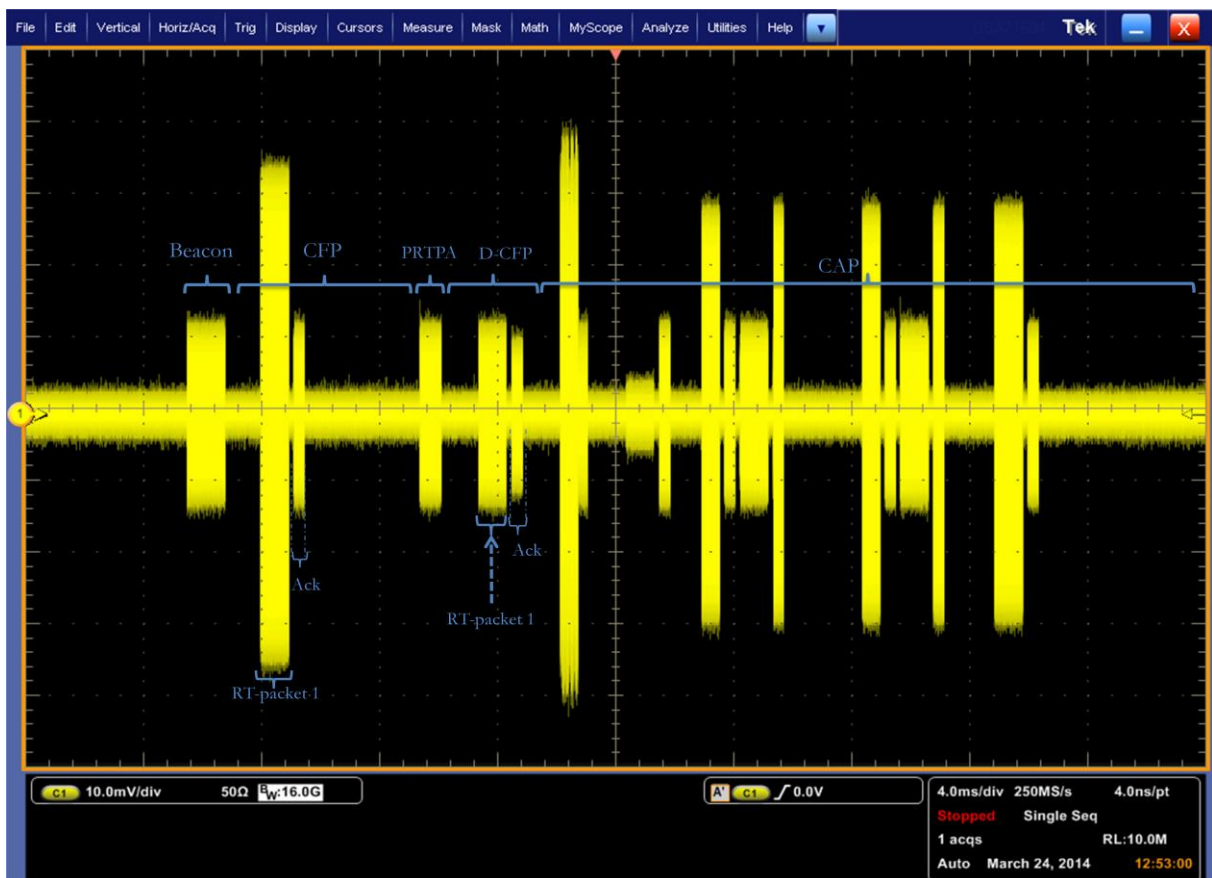 File Edit Vertical Horiz/Acq Trig Display Cursors Measure Mask Math MyScope Analyze Utilities Help Tek X
Beacon CFP PRTPA D-CFP CAP
1
Ack Ack
RT-packet 1
RT-packet 1
C1 10.0mV/div 50Ω BW:16.0G
A' C1 0.0V
4.0ms/div 250MS/s 4.0ns/pt
Stopped Single Seq
1 acqs RL:10.0M
Auto March 24, 2014 12:53:00